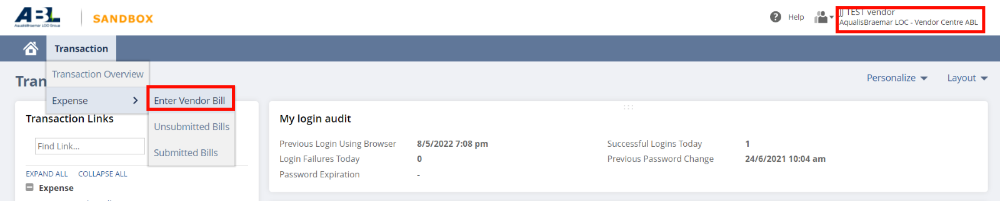 ABL
AqualisBraemar LOC Group
SANDBOX
Help
JJ TEST vendor
AqualisBraemar LOC - Vendor Centre ABL
Transaction
Transaction Overview
Expense
Enter Vendor Bill
Unsubmitted Bills
Submitted Bills
Tran
Personalize
Layout
Transaction Links
Find Link...
EXPAND ALL COLLAPSE ALL
Expense
My login audit
Previous Login Using Browser 8/5/2022 7:08 pm
Login Failures Today 0
Password Expiration -
Successful Logins Today 1
Previous Password Change 24/6/2021 10:04 am